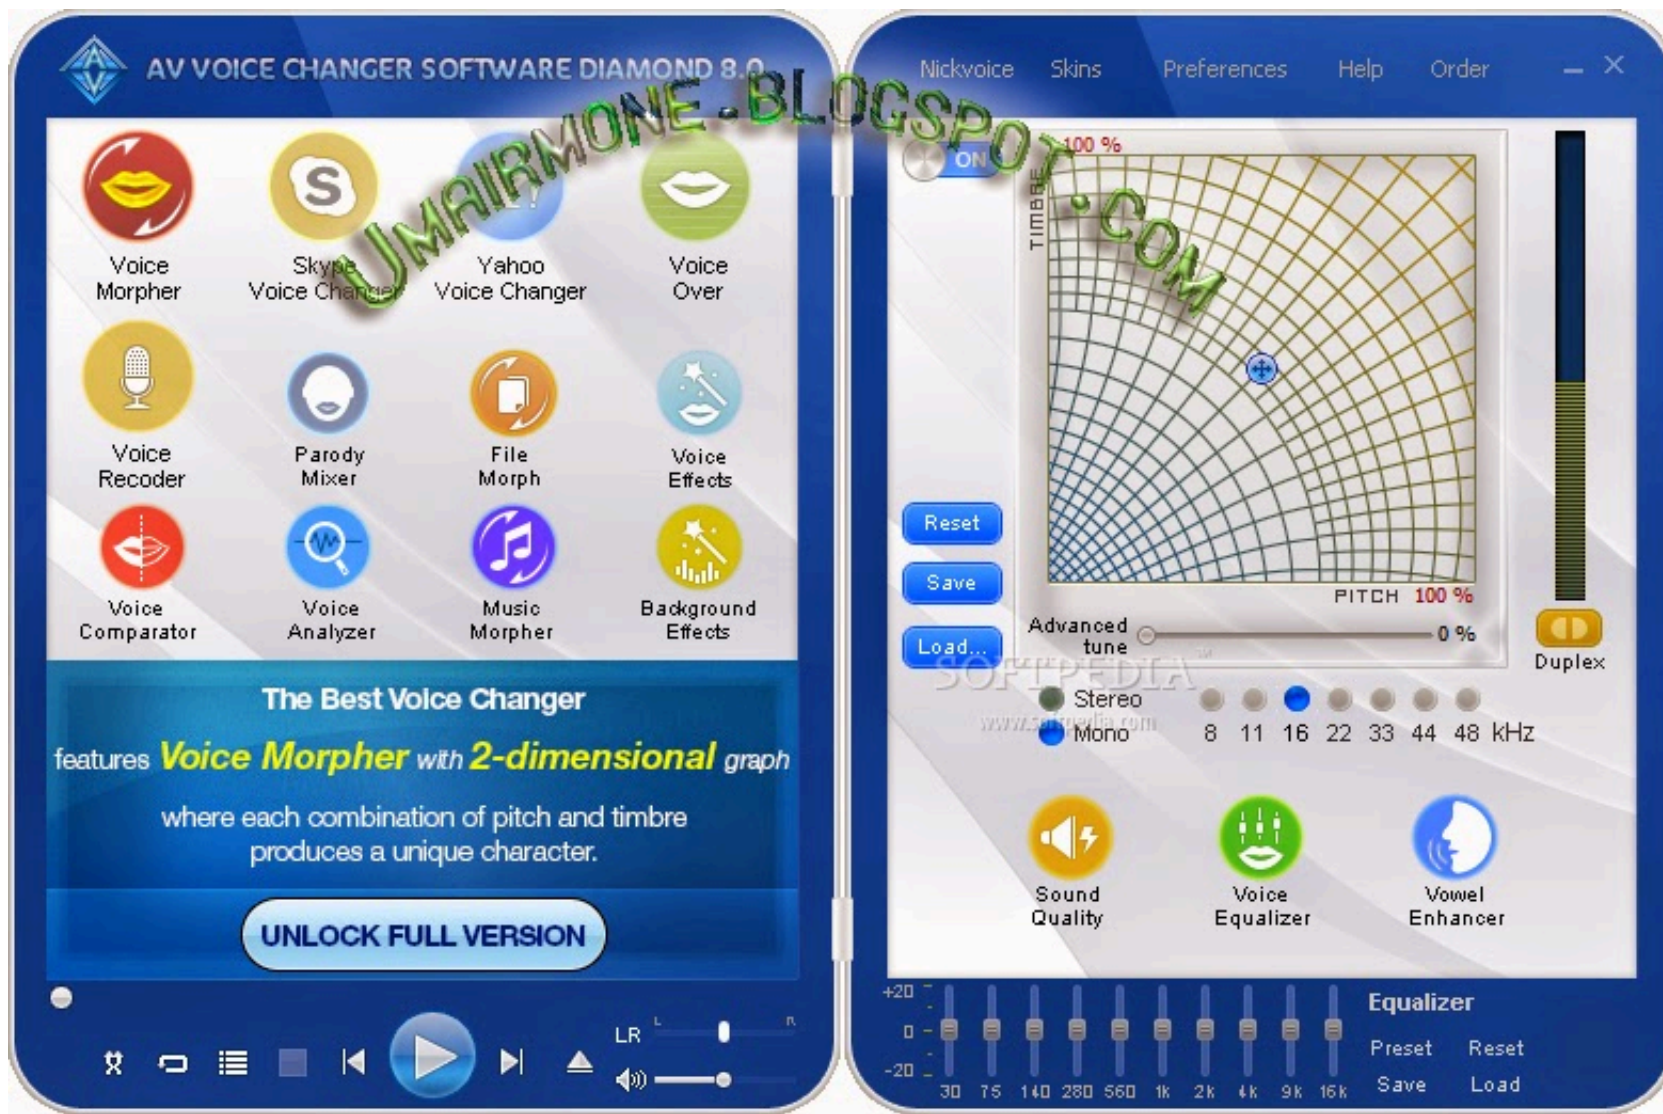 AV VOICE CHANGER SOFTWARE DIAMOND 8.0
Nickvoice Skins Preferences Help Order
UMAIRMONE.BLOGSPOT.COM
ON
TIMBRE
100 %
Voice
Morpher
Skype
Voice Changer
Yahoo
Voice Changer
Voice
Over
Voice
Recoder
Parody
Mixer
File
Morph
Voice
Effects
Voice
Comparator
Voice
Analyzer
Music
Morpher
Background
Effects
The Best Voice Changer
features Voice Morpher with 2-dimensional graph
where each combination of pitch and timbre
produces a unique character.
UNLOCK FULL VERSION
LR
L
R
Reset
Save
Load...
PITCH 100 %
Advanced
tune
0 %
Duplex
SOFTPEDIA™
www.softpedia.com
Stereo
Mono
8 11 16 22 33 44 48 kHz
Sound
Quality
Voice
Equalizer
Vowel
Enhancer
+20
0
-20
30 75 140 280 560 1k 2k 4k 9k 16k
Equalizer
Preset Reset
Save Load